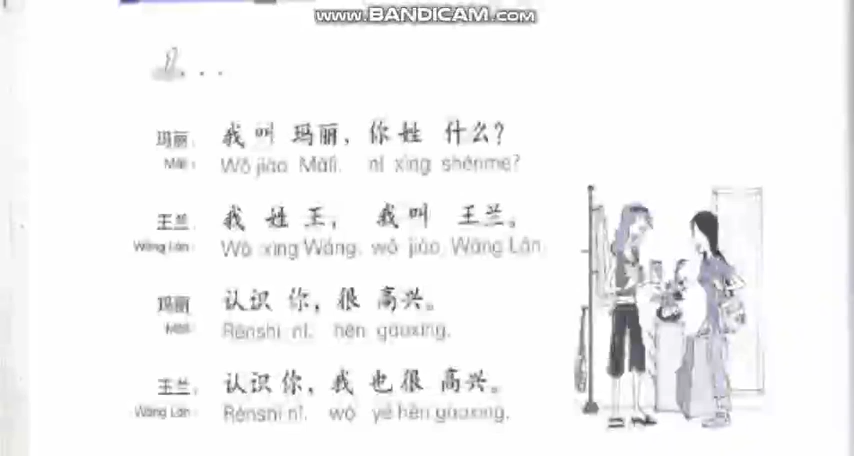 www.BANDICAM.com
玛丽: 我叫 玛丽, 你姓 什么?
Mǎlì: Wǒ jiào Mǎlì, nǐ xìng shénme?
王兰: 我 姓 王, 我叫 王兰。
Wáng Lán: Wǒ xìng Wáng, wǒ jiào Wáng Lán.
玛丽: 认识 你, 很 高兴。
Mǎlì: Rènshi nǐ, hěn gāoxìng.
王兰: 认识你, 我 也很 高兴。
Wáng Lán: Rènshi nǐ, wǒ yě hěn gāoxìng.